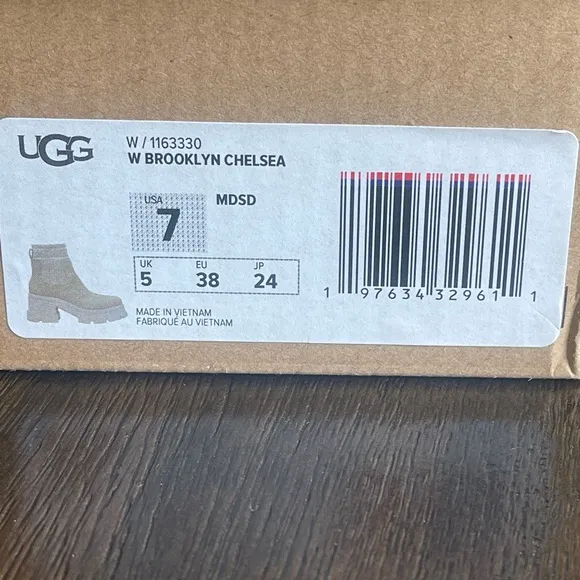 UGG
W / 1163330
W BROOKLYN CHELSEA
USA
7
MDSD
UK EU JP
5 38 24
MADE IN VIETNAM
FABRIQUÉ AU VIETNAM
1 97634 32961 1